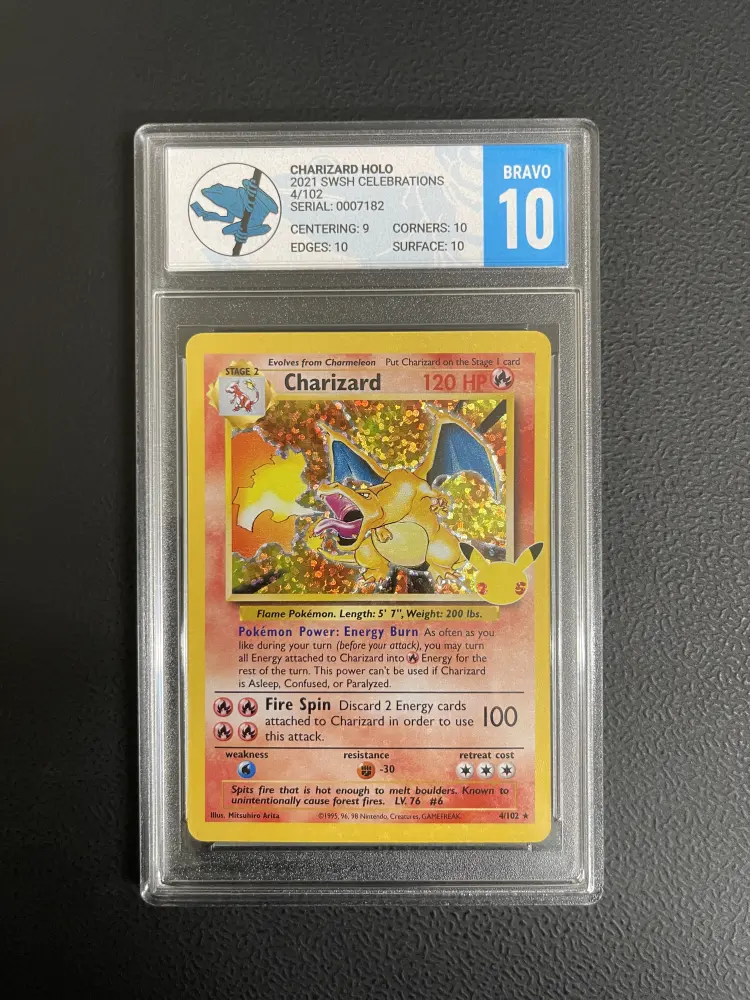 CHARIZARD HOLO
2021 SWSH CELEBRATIONS
4/102
SERIAL: 0007182
CENTERING: 9 CORNERS: 10
EDGES: 10 SURFACE: 10
BRAVO
10
Evolves from Charmeleon Put Charizard on the Stage 1 card
STAGE 2
Charizard 120 HP
2 5
Flame Pokémon. Length: 5' 7", Weight: 200 lbs.
Pokémon Power: Energy Burn As often as you
like during your turn (before your attack), you may turn
all Energy attached to Charizard into Energy for the
rest of the turn. This power can't be used if Charizard
is Asleep, Confused, or Paralyzed.
Fire Spin Discard 2 Energy cards
attached to Charizard in order to use 100
this attack.
weakness resistance retreat cost
-30
Spits fire that is hot enough to melt boulders. Known to
unintentionally cause forest fires. LV. 76 #6
Illus. Mitsuhiro Arita ©1995, 96, 98 Nintendo, Creatures, GAMEFREAK. 4/102 ★